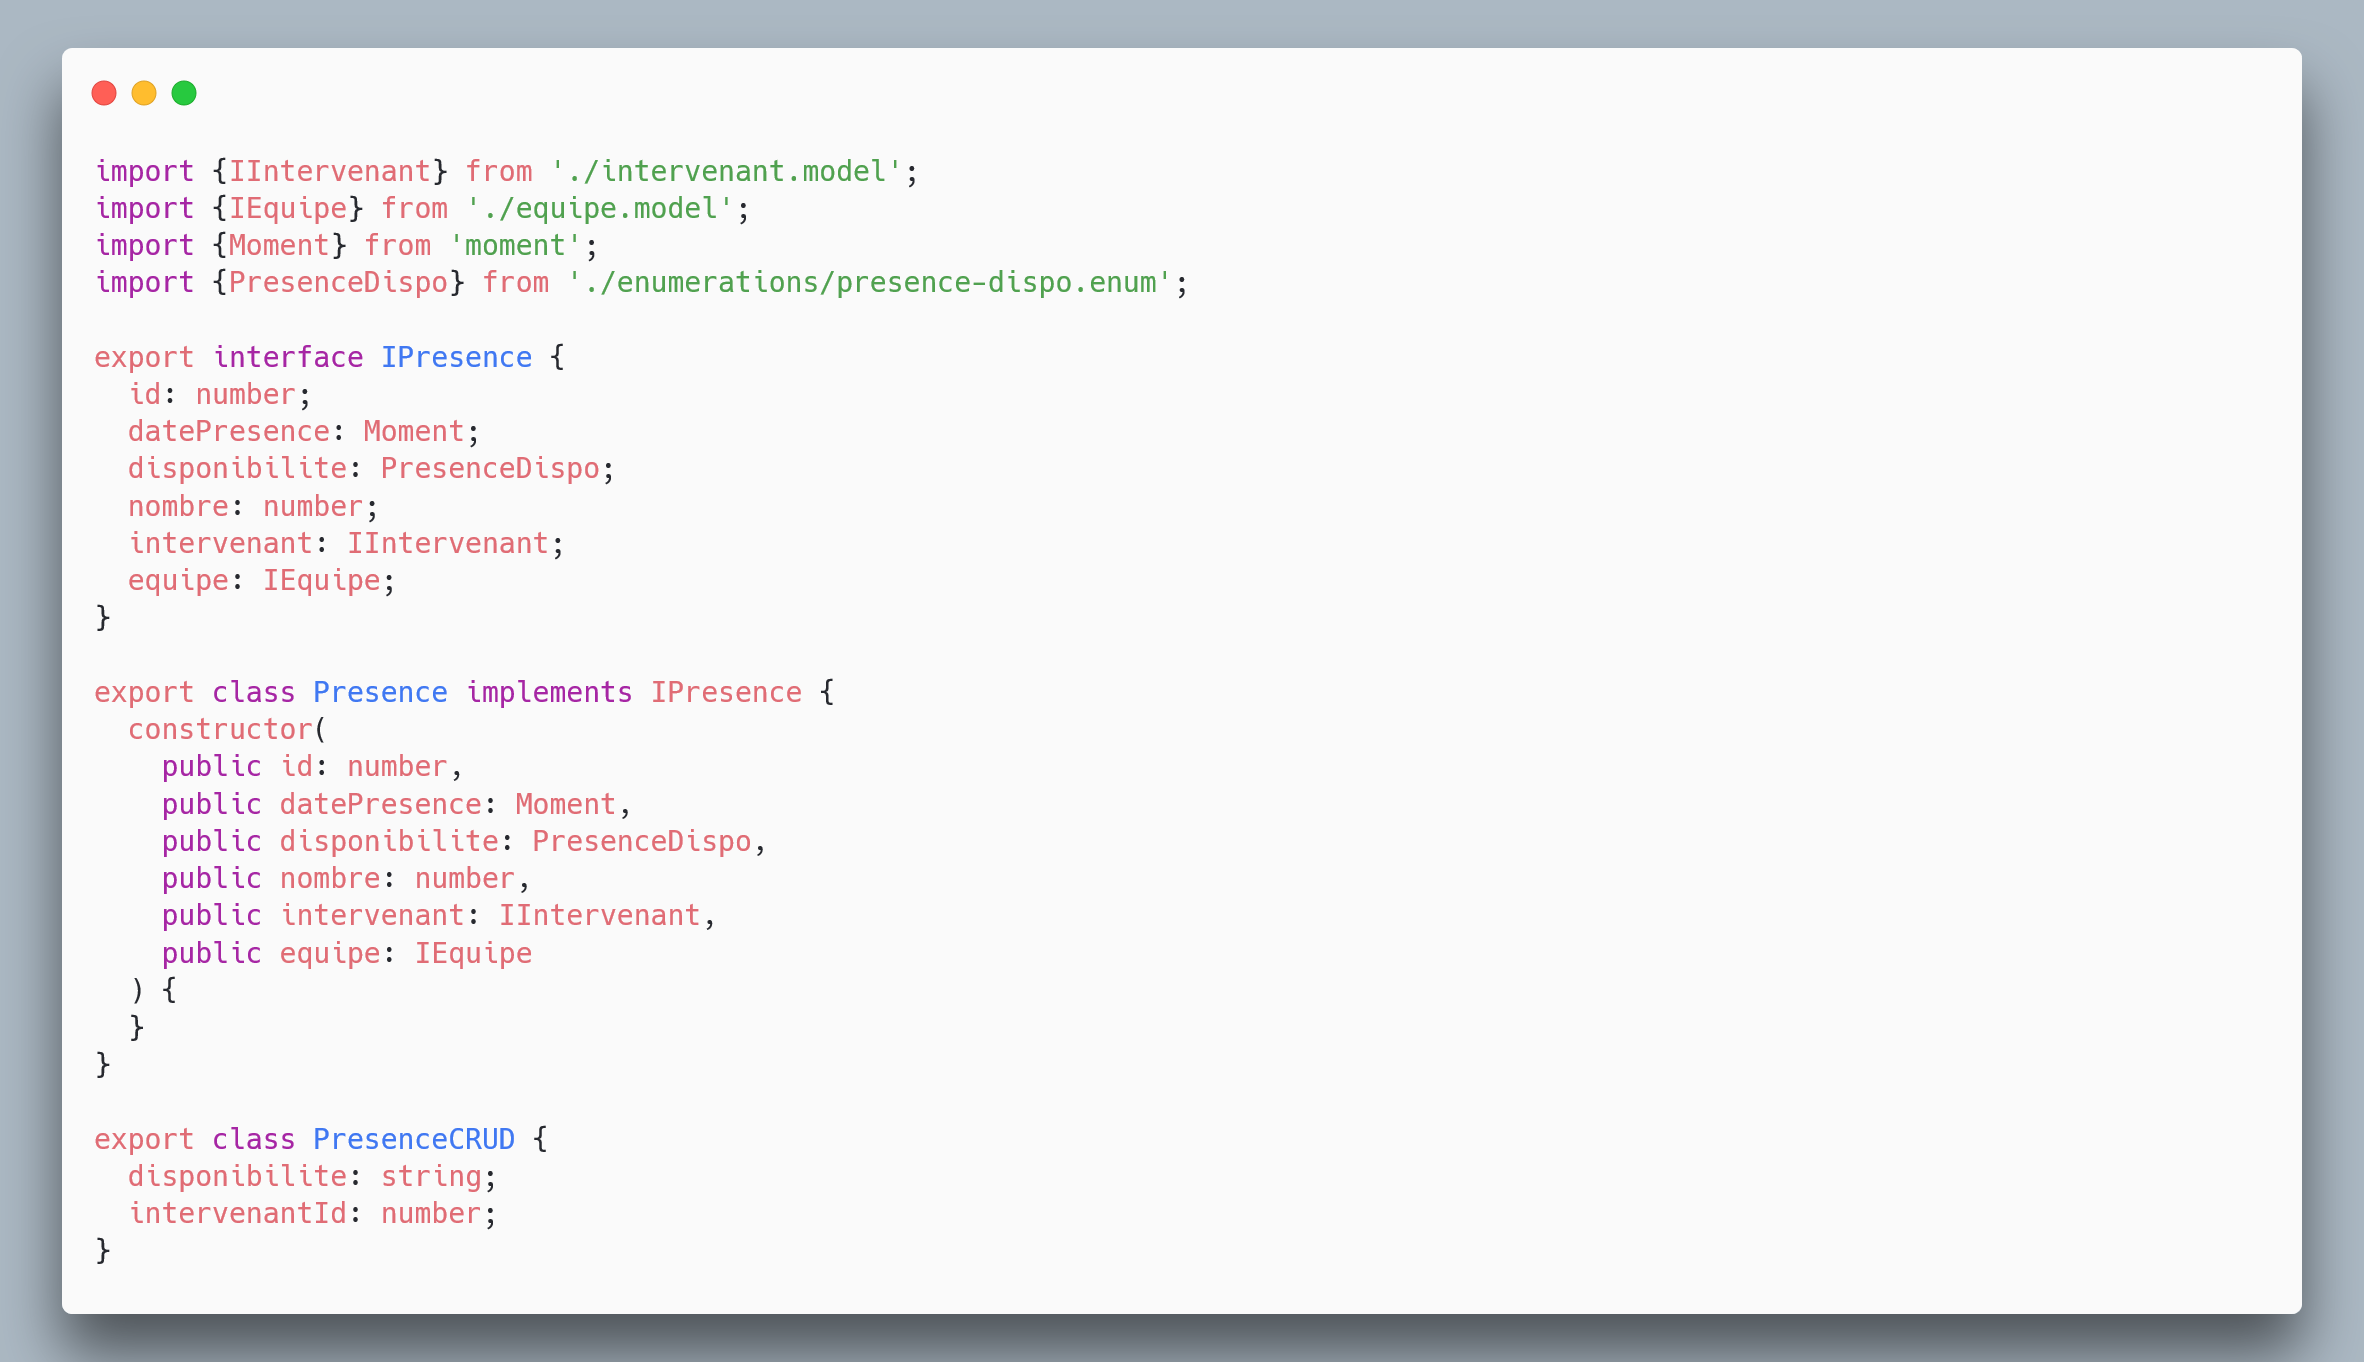 import {IIntervenant} from './intervenant.model';
import {IEquipe} from './equipe.model';
import {Moment} from 'moment';
import {PresenceDispo} from './enumerations/presence-dispo.enum';

export interface IPresence {
  id: number;
  datePresence: Moment;
  disponibilite: PresenceDispo;
  nombre: number;
  intervenant: IIntervenant;
  equipe: IEquipe;
}

export class Presence implements IPresence {
  constructor(
    public id: number,
    public datePresence: Moment,
    public disponibilite: PresenceDispo,
    public nombre: number,
    public intervenant: IIntervenant,
    public equipe: IEquipe
  ) {
  }
}

export class PresenceCRUD {
  disponibilite: string;
  intervenantId: number;
}